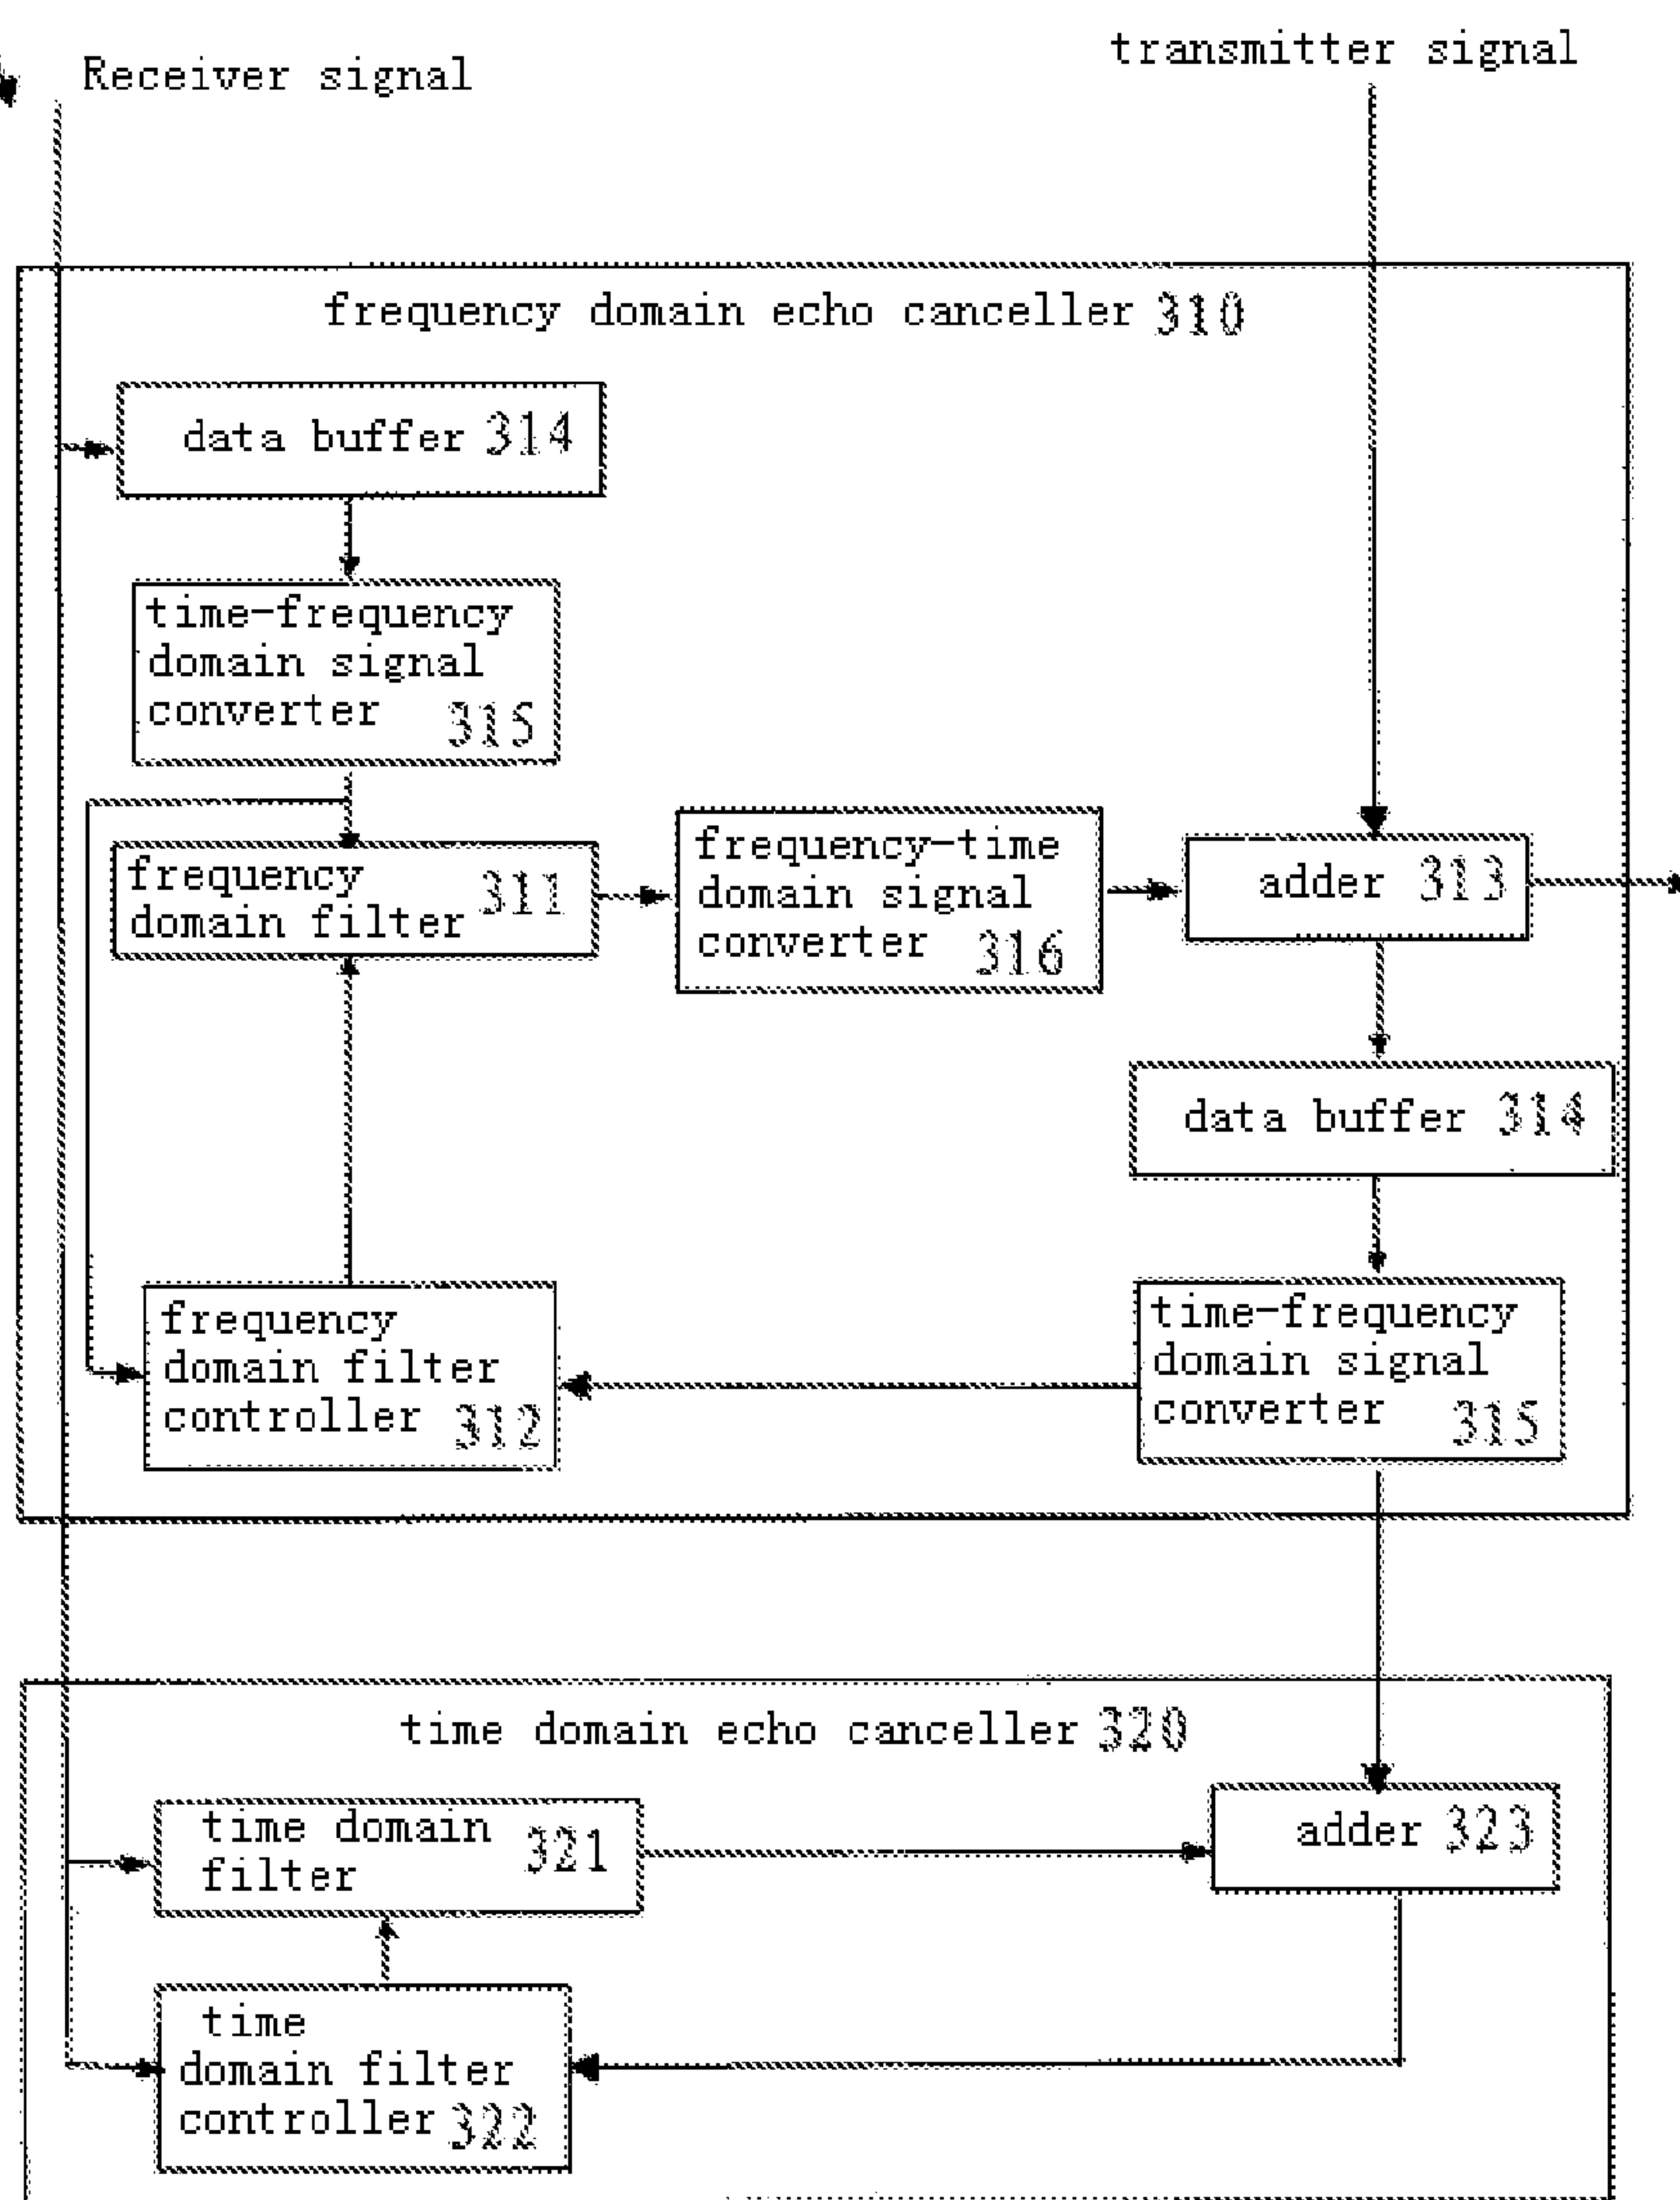 Receiver signal
transmitter signal
frequency domain echo canceller 310
data buffer 314
time-frequency
domain signal
converter 315
frequency
domain filter 311
frequency-time
domain signal
converter 316
adder 313
data buffer 314
frequency
domain filter
controller 312
time-frequency
domain signal
converter 315
time domain echo canceller 320
time domain
filter 321
adder 323
time
domain filter
controller 322